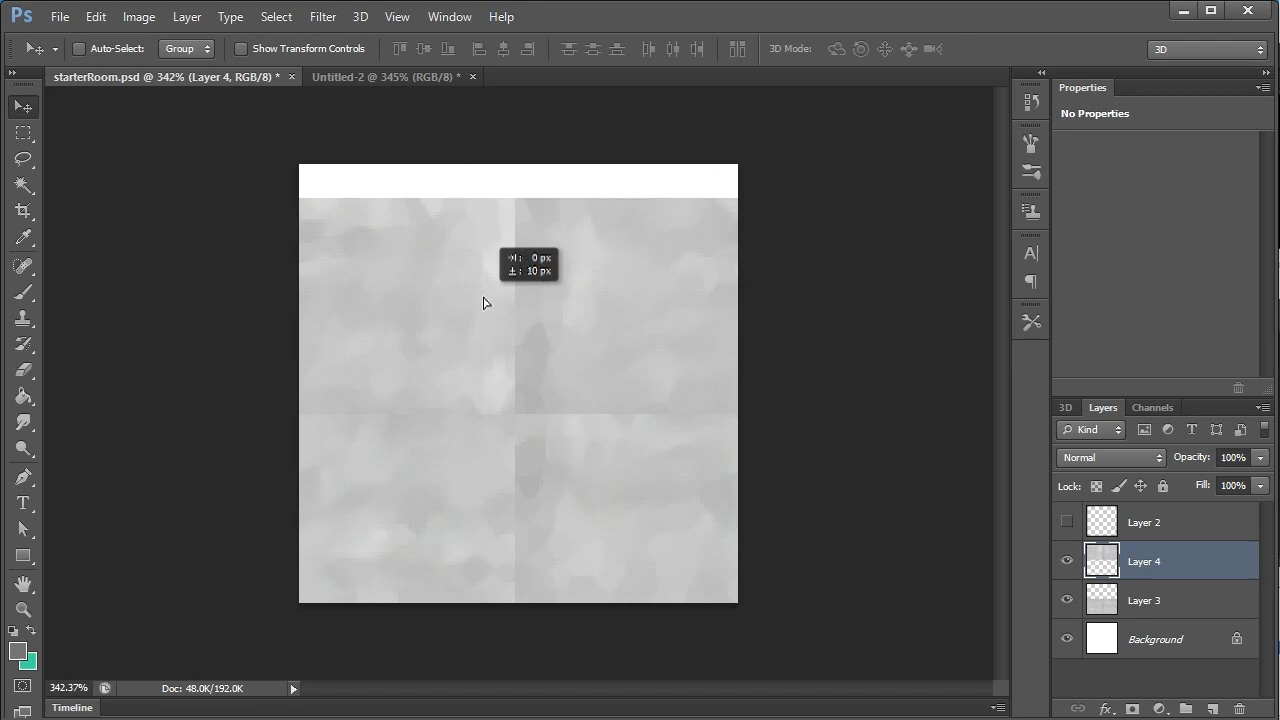 Ps File Edit Image Layer Type Select Filter 3D View Window Help
Auto-Select: Group Show Transform Controls 3D Mode: 3D
starterRoom.psd @ 342% (Layer 4, RGB/8) * × Untitled-2 @ 345% (RGB/8) * ×
Properties
No Properties
0 px
10 px
3D Layers Channels
Kind
Normal Opacity: 100%
Lock: Fill: 100%
Layer 2
Layer 4
Layer 3
Background
342.37% Doc: 48.0K/192.0K
Timeline